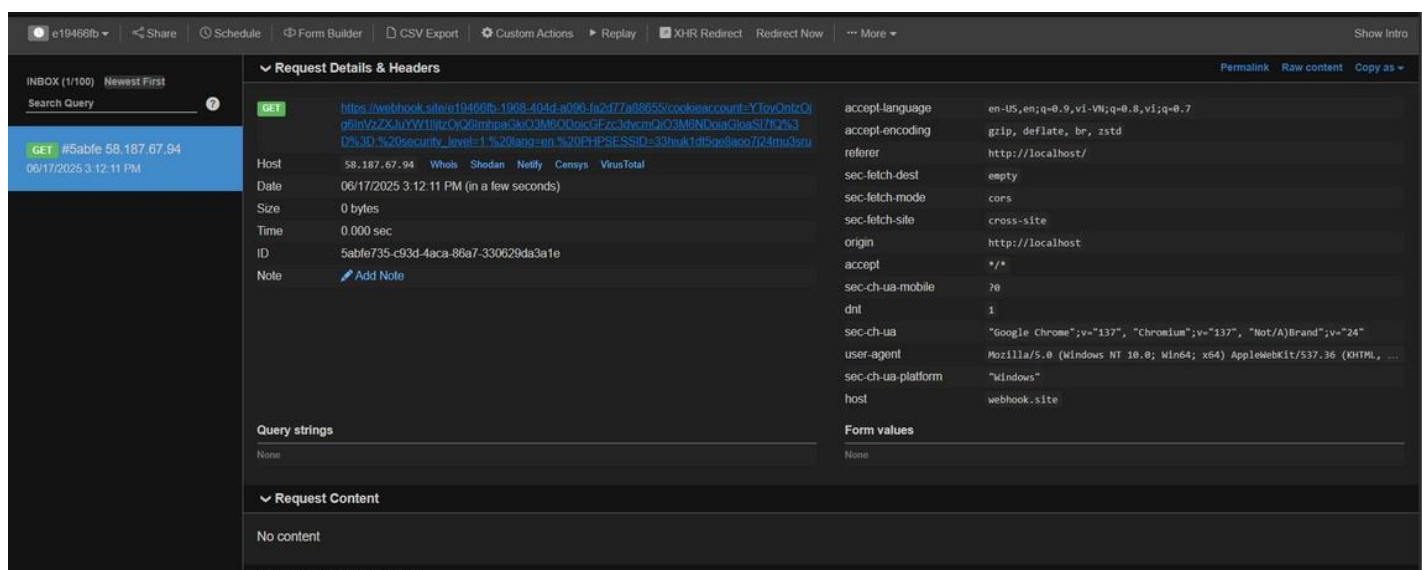 e19466fb Share Schedule Form Builder CSV Export Custom Actions Replay XHR Redirect Redirect Now ... More Show Intro
INBOX (1/100) Newest First
Search Query ?
GET #5abfe 58.187.67.94
06/17/2025 3:12:11 PM
Request Details & Headers Permalink Raw content Copy as
GET
Host 58.187.67.94 Whois Shodan Netify Censys VirusTotal
Date 06/17/2025 3:12:11 PM (in a few seconds)
Size 0 bytes
Time 0.000 sec
ID 5abfe735-c93d-4aca-86a7-330629da3a1e
Note Add Note
accept-language en-US,en;q=0.9,vi-VN;q=0.8,vi;q=0.7
accept-encoding gzip, deflate, br, zstd
referer http://localhost/
sec-fetch-dest empty
sec-fetch-mode cors
sec-fetch-site cross-site
origin http://localhost
accept */*
sec-ch-ua-mobile ?0
dnt 1
sec-ch-ua "Google Chrome";v="137", "Chromium";v="137", "Not/A)Brand";v="24"
user-agent Mozilla/5.0 (Windows NT 10.0; Win64; x64) AppleWebKit/537.36 (KHTML, ...
sec-ch-ua-platform "Windows"
host webhook.site
Query strings
None
Form values
None
Request Content
No content